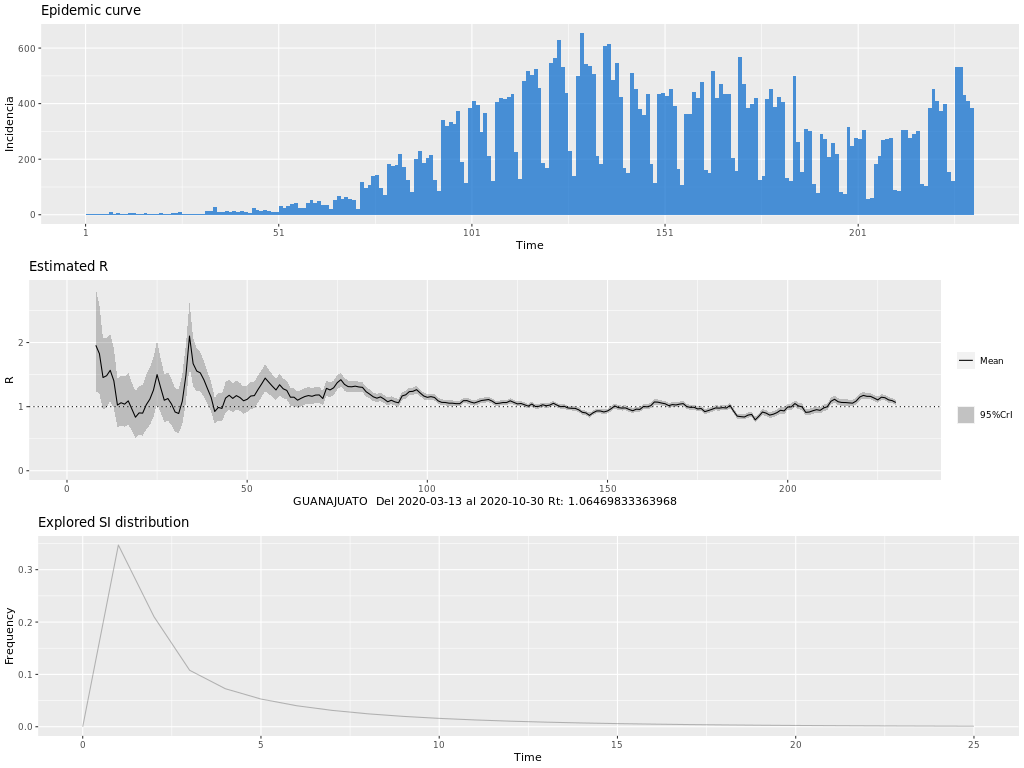 Epidemic curve
600
400
200
0
Incidencia
1
51
101
151
201
Time
Estimated R
2
1
0
R
0
50
100
150
200
GUANAJUATO Del 2020-03-13 al 2020-10-30 Rt: 1.06469833363968
Mean
95%CrI
Explored SI distribution
0.3
0.2
0.1
0.0
Frequency
0
5
10
15
20
25
Time